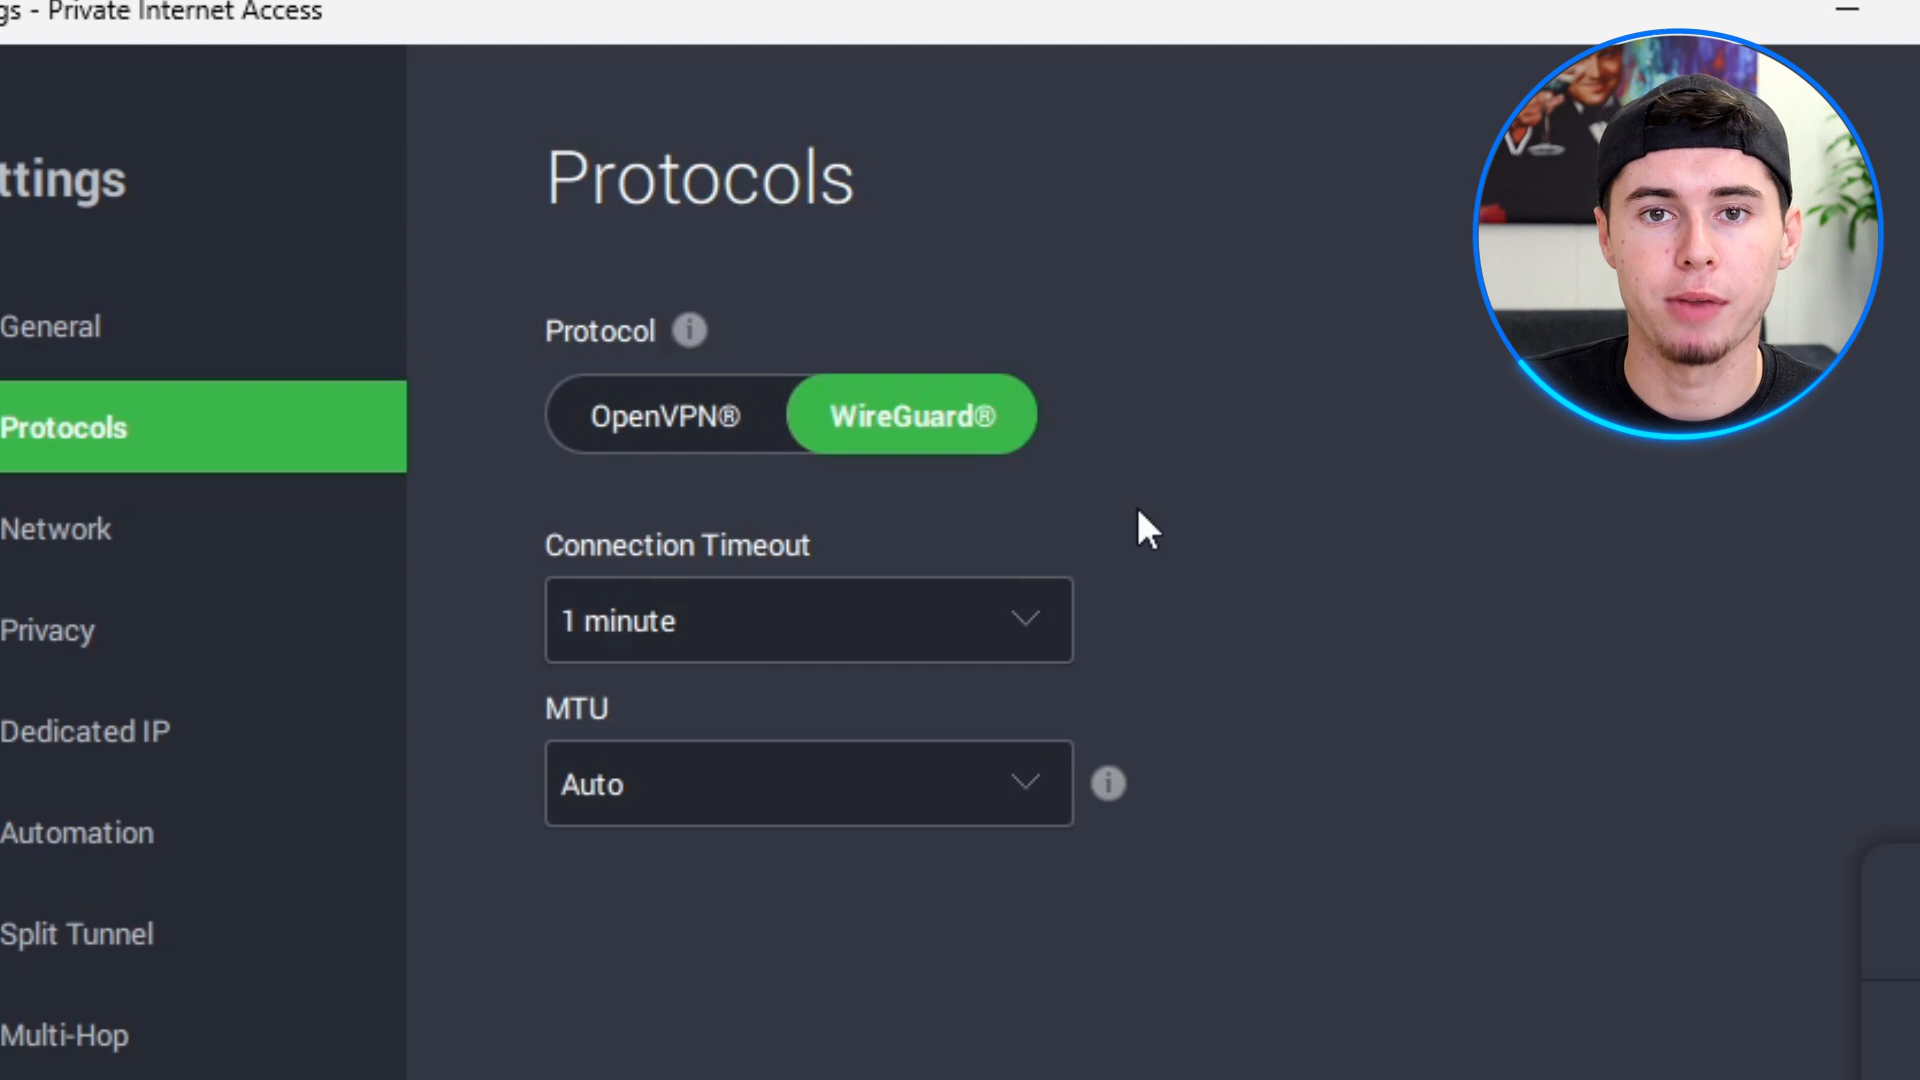 gs - Private Internet Access
ttings
General
Protocols
Network
Privacy
Dedicated IP
Automation
Split Tunnel
Multi-Hop
Protocols
Protocol
OpenVPN® WireGuard®
Connection Timeout
1 minute
MTU
Auto